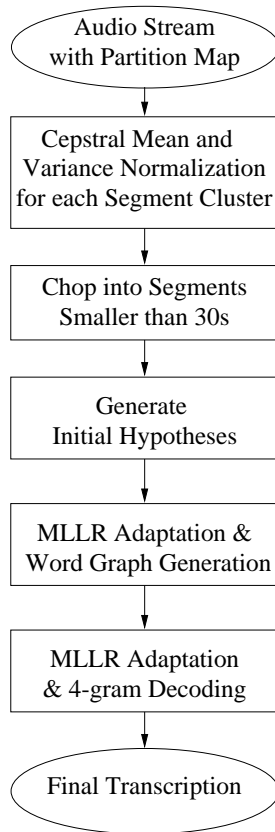 Audio Stream
with Partition Map
Cepstral Mean and
Variance Normalization
for each Segment Cluster
Chop into Segments
Smaller than 30s
Generate
Initial Hypotheses
MLLR Adaptation &
Word Graph Generation
MLLR Adaptation
& 4-gram Decoding
Final Transcription